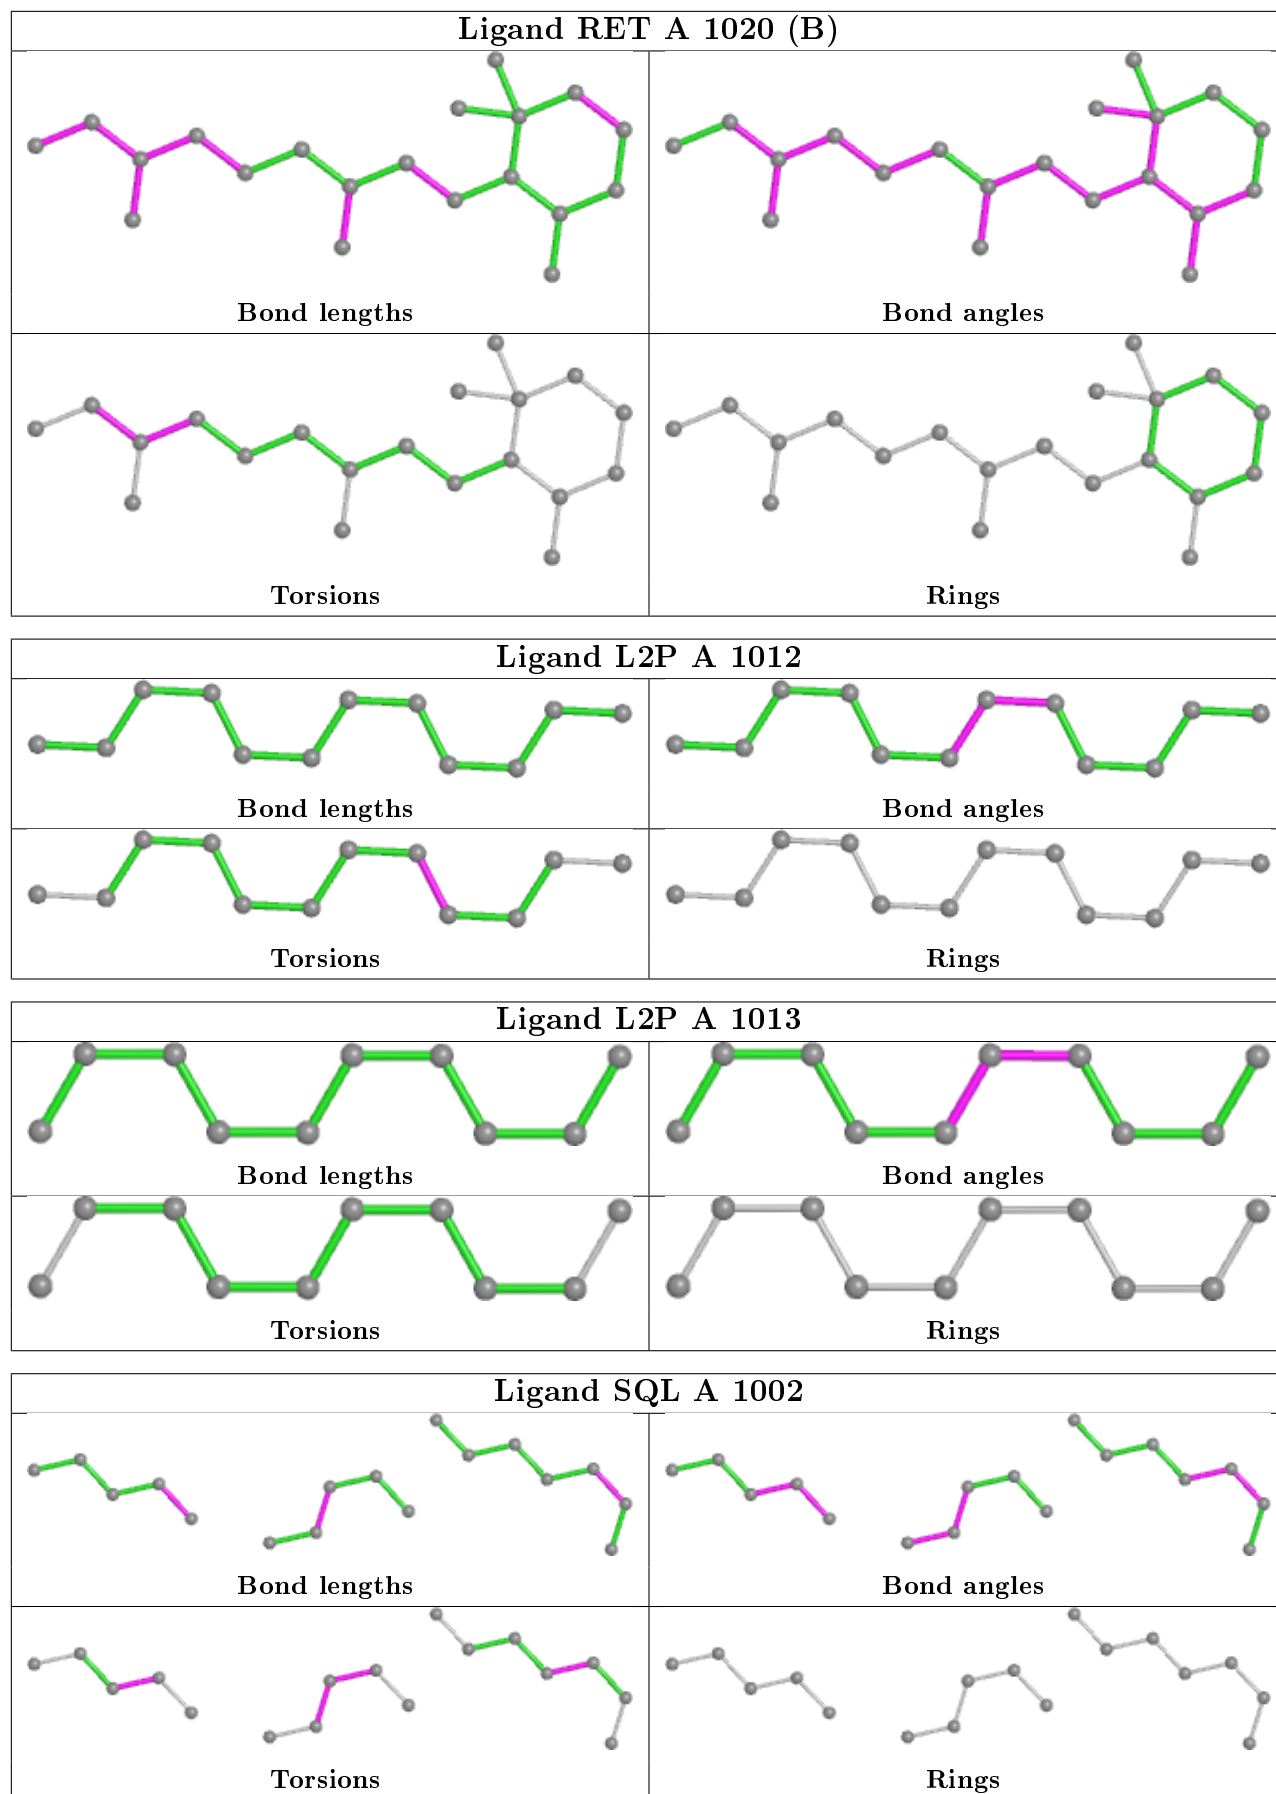 Ligand RET A 1020 (B)
Bond lengths
Bond angles
Torsions
Rings
Ligand L2P A 1012
Bond lengths
Bond angles
Torsions
Rings
Ligand L2P A 1013
Bond lengths
Bond angles
Torsions
Rings
Ligand SQL A 1002
Bond lengths
Bond angles
Torsions
Rings